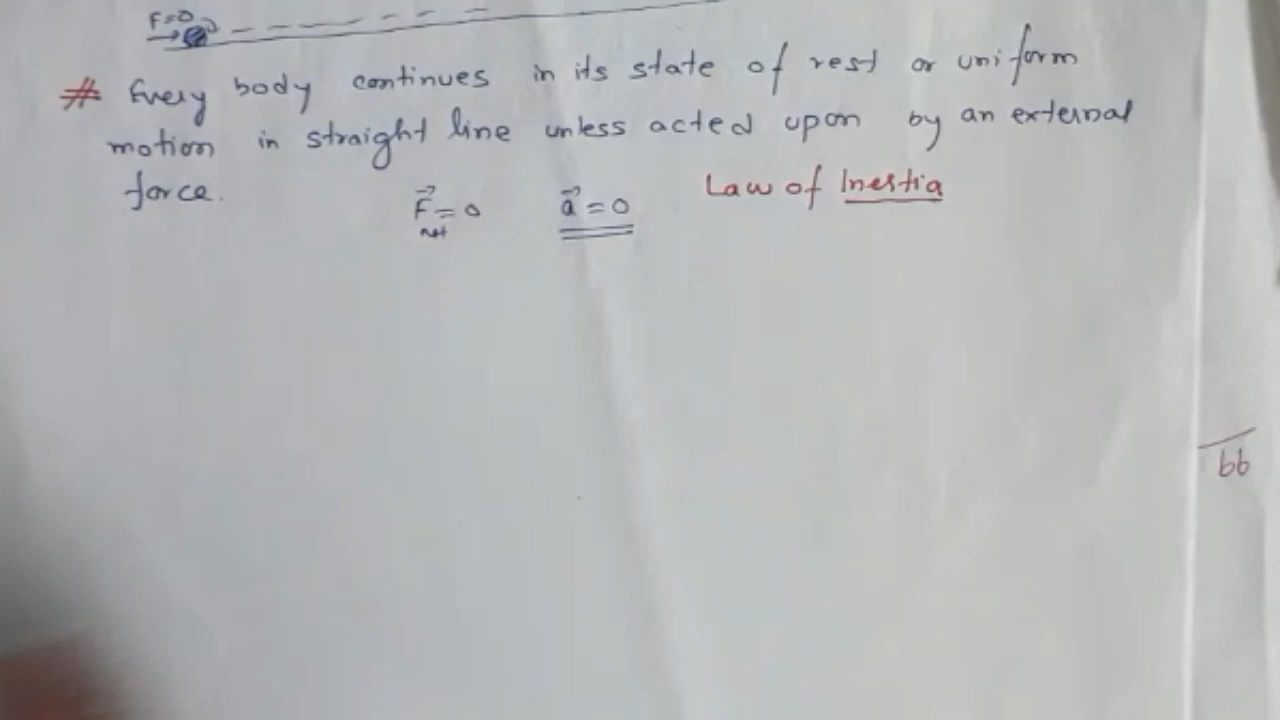 F=0
# Every body continues in its state of rest or uniform
motion in straight line unless acted upon by an external
force.
F⃗net = 0 a⃗ = 0 Law of Inertia
66